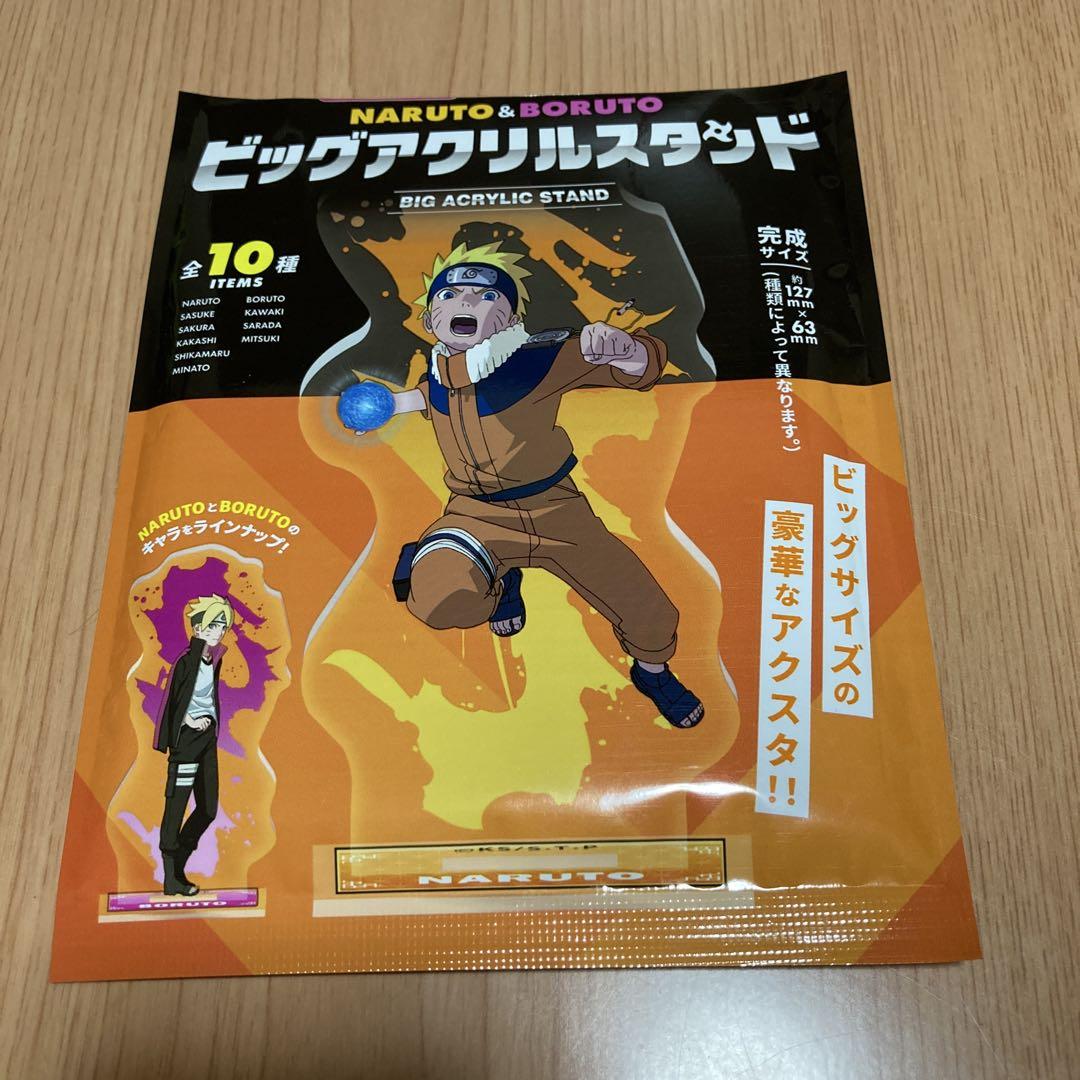 NARUTO & BORUTO
ビッグアクリルスタンド
BIG ACRYLIC STAND
全10種
ITEMS
NARUTO
SASUKE
SAKURA
KAKASHI
SHIKAMARU
MINATO
BORUTO
KAWAKI
SARADA
MITSUKI
完成サイズ
約127mm×63mm
(種類によって異なります。)
ビッグサイズの
豪華なアクスタ!!
NARUTOとBORUTOの
キャラをラインナップ!
BORUTO
©KS/S・T・P
NARUTO